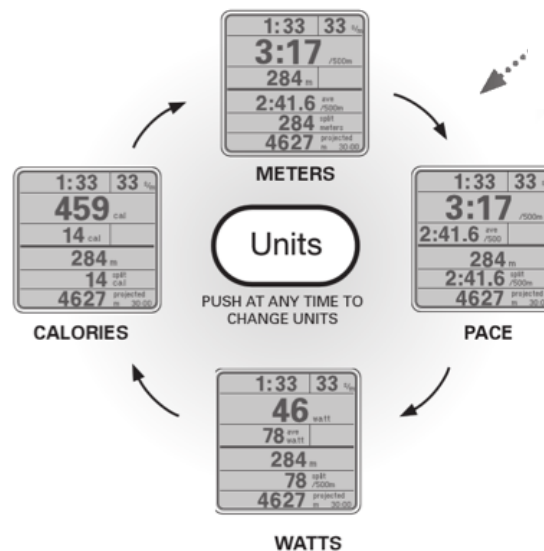 1:33 33 s/m
3:17 /500m
284 m
2:41.6 ave /500m
284 split meters
4627 projected m 30:00
METERS
1:33 33 s/m
459 cal
14 cal
284 m
14 split cal
4627 projected m 30:00
CALORIES
Units
PUSH AT ANY TIME TO
CHANGE UNITS
1:33 33
3:17 /500m
2:41.6 ave /500
284 m
2:41.6 split /500m
4627 projected m 30:00
PACE
1:33 33 s/m
46 watt
78 ave watt
284 m
78 split /500m
4627 projected m 30:00
WATTS